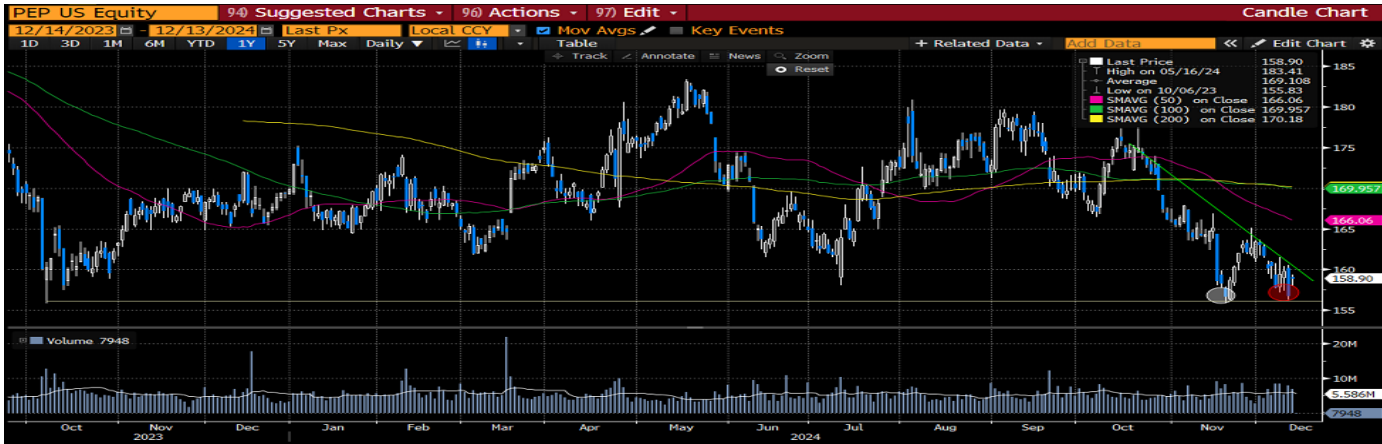 PEP US Equity 94) Suggested Charts 96) Actions 97) Edit Candle Chart
12/14/2023 - 12/13/2024 Last Px Local CCY Mov Avgs Key Events
1D 3D 1M 6M YTD 1Y 5Y Max Daily ▼ Table + Related Data Add Data « Edit Chart
Track Annotate News Zoom
Reset
Last Price 158.90
High on 05/16/24 183.41
Average 169.108
Low on 10/06/23 155.83
SMAVG (50) on Close 166.06
SMAVG (100) on Close 169.957
SMAVG (200) on Close 170.18
185
180
175
169.957
166.06
165
160
158.90
155
Volume 7948
20M
10M
5.586M
7948
Oct Nov Dec Jan Feb Mar Apr May Jun Jul Aug Sep Oct Nov Dec
2023 2024